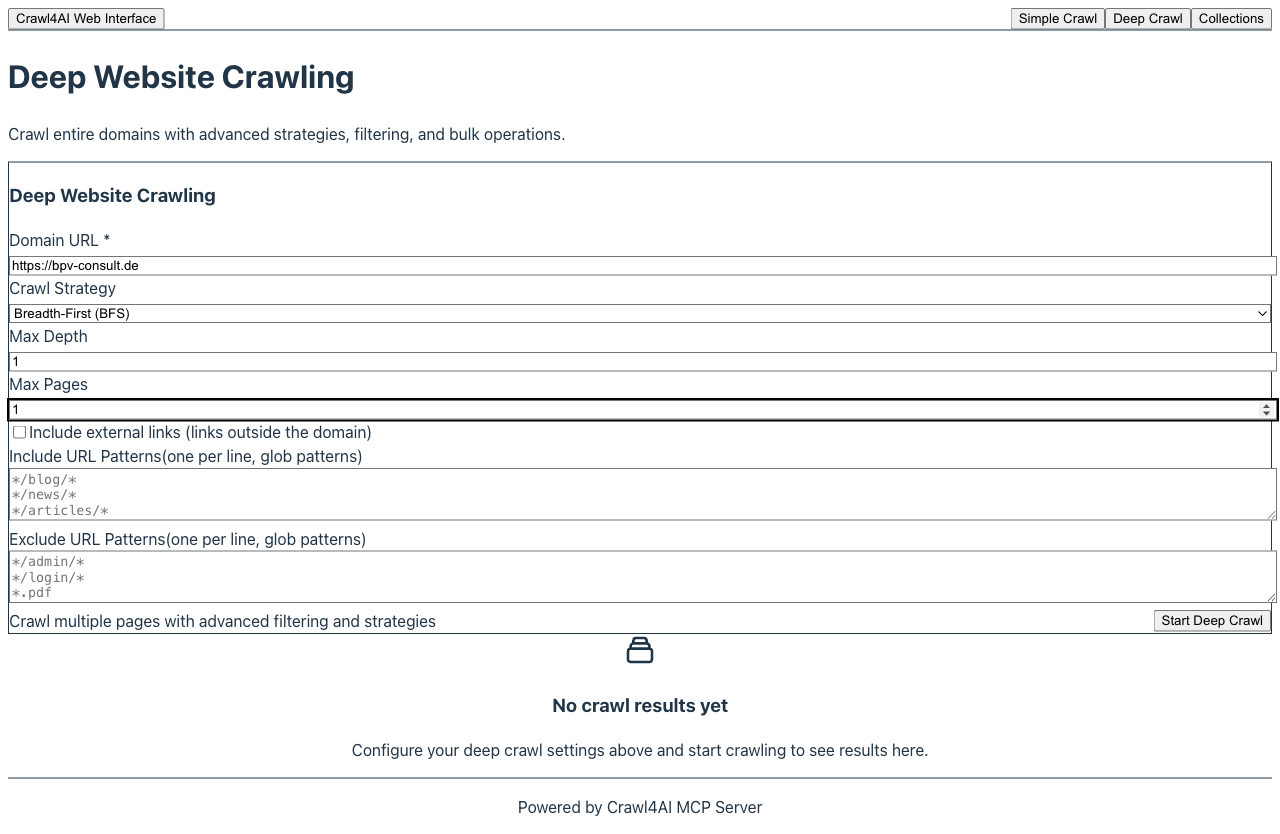 Crawl4AI Web Interface Simple Crawl Deep Crawl Collections
Deep Website Crawling
Crawl entire domains with advanced strategies, filtering, and bulk operations.
Deep Website Crawling
Domain URL *
https://bpv-consult.de
Crawl Strategy
Breadth-First (BFS)
Max Depth
1
Max Pages
1
Include external links (links outside the domain)
Include URL Patterns(one per line, glob patterns)
*/blog/*
*/news/*
*/articles/*
Exclude URL Patterns(one per line, glob patterns)
*/admin/*
*/login/*
*.pdf
Crawl multiple pages with advanced filtering and strategies Start Deep Crawl
No crawl results yet
Configure your deep crawl settings above and start crawling to see results here.
Powered by Crawl4AI MCP Server